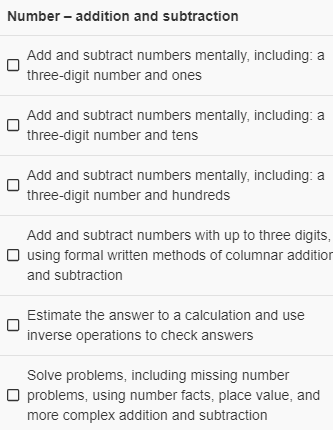 Number – addition and subtraction
Add and subtract numbers mentally, including: a
three-digit number and ones
Add and subtract numbers mentally, including: a
three-digit number and tens
Add and subtract numbers mentally, including: a
three-digit number and hundreds
Add and subtract numbers with up to three digits,
using formal written methods of columnar addition
and subtraction
Estimate the answer to a calculation and use
inverse operations to check answers
Solve problems, including missing number
problems, using number facts, place value, and
more complex addition and subtraction